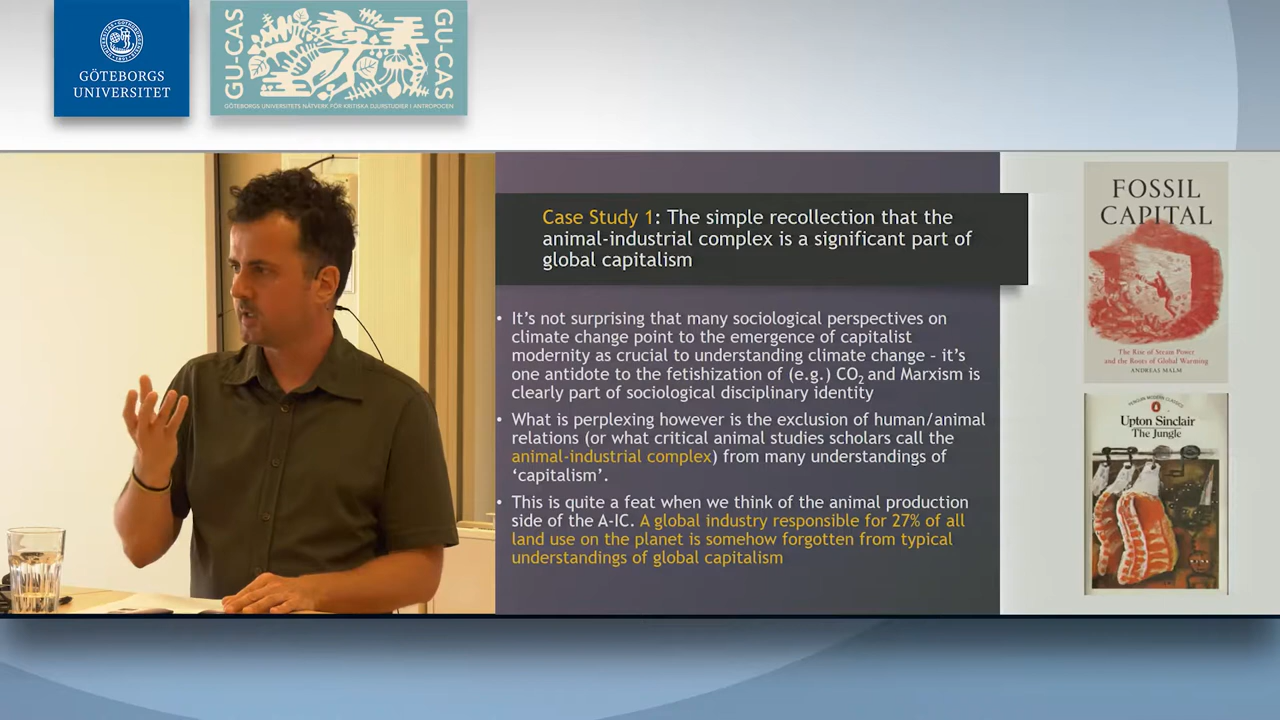 GÖTEBORGS
UNIVERSITET
GU-CAS
GU-CAS
GÖTEBORGS UNIVERSITETS NÄTVERK FÖR KRITISKA DJURSTUDIER I ANTROPOCEN
Case Study 1: The simple recollection that the
animal-industrial complex is a significant part of
global capitalism
• It’s not surprising that many sociological perspectives on
climate change point to the emergence of capitalist
modernity as crucial to understanding climate change – it’s
one antidote to the fetishization of (e.g.) CO₂ and Marxism is
clearly part of sociological disciplinary identity
• What is perplexing however is the exclusion of human/animal
relations (or what critical animal studies scholars call the
animal-industrial complex) from many understandings of
‘capitalism’.
• This is quite a feat when we think of the animal production
side of the A-IC. A global industry responsible for 27% of all
land use on the planet is somehow forgotten from typical
understandings of global capitalism
FOSSIL
CAPITAL
The Rise of Steam Power
and the Roots of Global Warming
ANDREAS MALM
Upton Sinclair
The Jungle